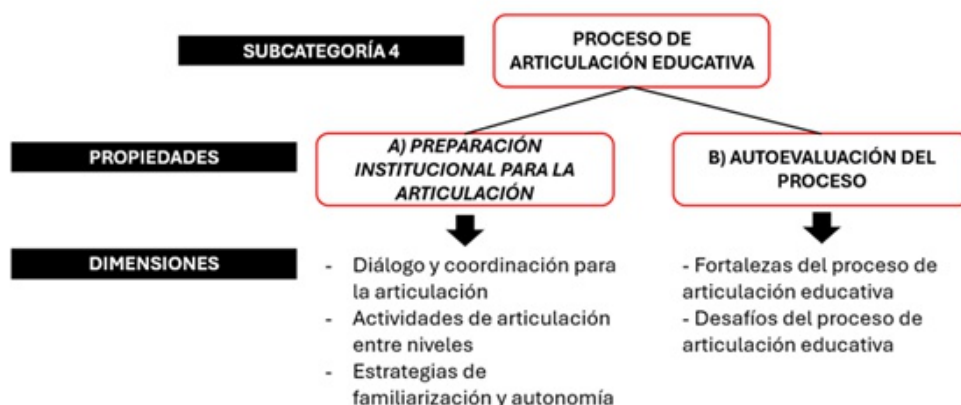 SUBCATEGORÍA 4
PROCESO DE
ARTICULACIÓN EDUCATIVA
PROPIEDADES
A) PREPARACIÓN
INSTITUCIONAL PARA LA
ARTICULACIÓN
B) AUTOEVALUACIÓN DEL
PROCESO
DIMENSIONES
- Diálogo y coordinación para
la articulación
- Actividades de articulación
entre niveles
- Estrategias de
familiarización y autonomía
- Fortalezas del proceso de
articulación educativa
- Desafíos del proceso de
articulación educativa